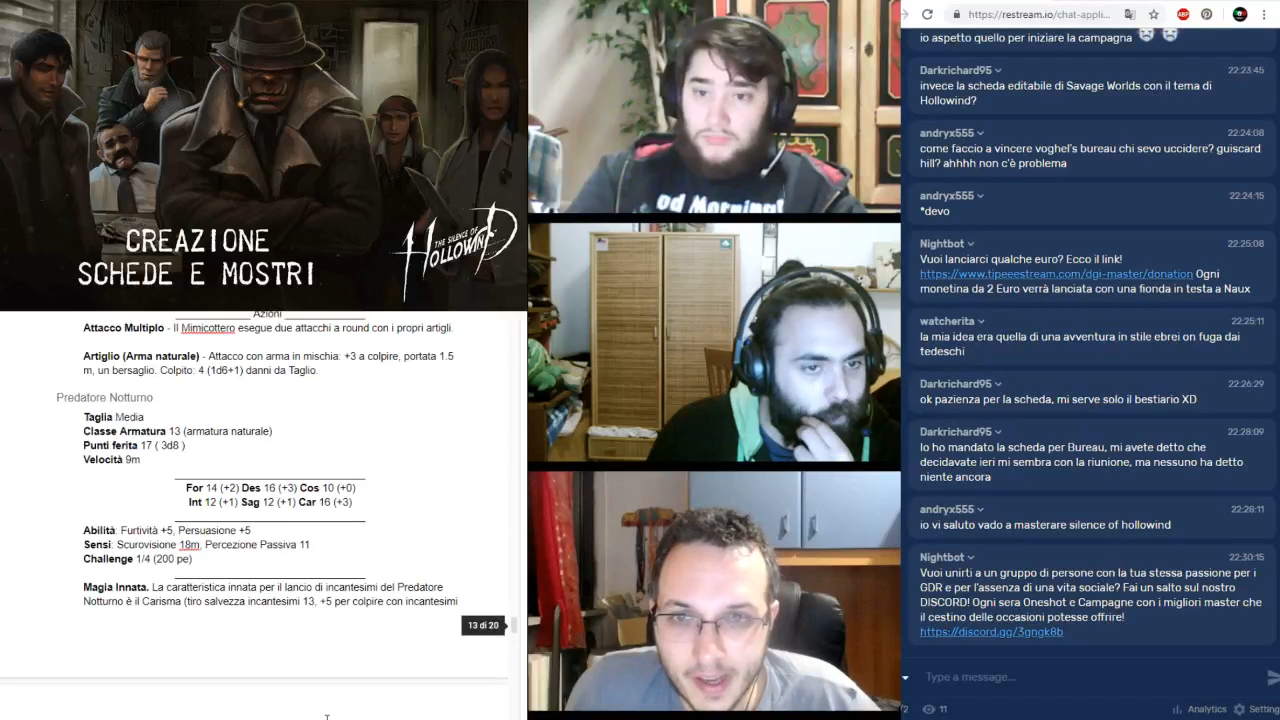 CREAZIONE
SCHEDE E MOSTRI
THE SILENCE OF
HOLLOWIND
Azioni
Attacco Multiplo - Il Mimicottero esegue due attacchi a round con i propri artigli.
Artiglio (Arma naturale) - Attacco con arma in mischia: +3 a colpire, portata 1.5
m, un bersaglio. Colpito: 4 (1d6+1) danni da Taglio.
Predatore Notturno
Taglia Media
Classe Armatura 13 (armatura naturale)
Punti ferita 17 ( 3d8 )
Velocità 9m
For 14 (+2) Des 16 (+3) Cos 10 (+0)
Int 12 (+1) Sag 12 (+1) Car 16 (+3)
Abilità: Furtività +5, Persuasione +5
Sensi: Scurovisione 18m, Percezione Passiva 11
Challenge 1/4 (200 pe)
Magia Innata. La caratteristica innata per il lancio di incantesimi del Predatore
Notturno è il Carisma (tiro salvezza incantesimi 13, +5 per colpire con incantesimi
13 di 20
od Morning!
https://restream.io/chat-appli...
io aspetto quello per iniziare la campagna
Darkrichard95 22:23:45
invece la scheda editabile di Savage Worlds con il tema di
Hollowind?
andryx555 22:24:08
come faccio a vincere voghel's bureau chi sevo uccidere? guiscard
hill? ahhhh non c'è problema
andryx555 22:24:15
*devo
Nightbot 22:25:08
Vuoi lanciarci qualche euro? Ecco il link!
https://www.tipeeestream.com/dgi-master/donation Ogni
monetina da 2 Euro verrà lanciata con una fionda in testa a Naux
watcherita 22:25:11
la mia idea era quella di una avventura in stile ebrei on fuga dai
tedeschi
Darkrichard95 22:26:29
ok pazienza per la scheda, mi serve solo il bestiario XD
Darkrichard95 22:28:09
Io ho mandato la scheda per Bureau, mi avete detto che
decidavate ieri mi sembra con la riunione, ma nessuno ha detto
niente ancora
andryx555 22:28:11
io vi saluto vado a masterare silence of hollowind
Nightbot 22:30:15
Vuoi unirti a un gruppo di persone con la tua stessa passione per i
GDR e per l'assenza di una vita sociale? Fai un salto sul nostro
DISCORD! Ogni sera Oneshot e Campagne con i migliori master che
il cestino delle occasioni potesse offrire!
https://discord.gg/3gngk8b
Type a message...
/2 11 Analytics Setting